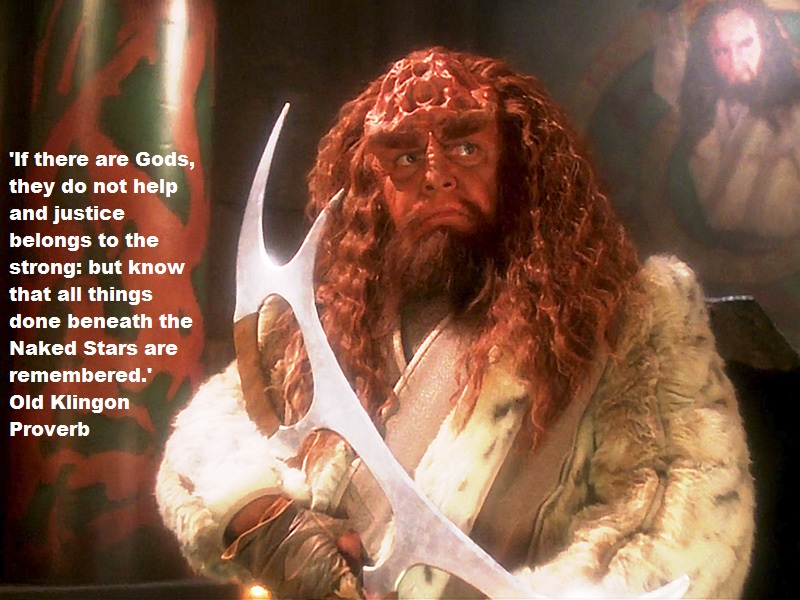 'If there are Gods,
they do not help
and justice
belongs to the
strong: but know
that all things
done beneath the
Naked Stars are
remembered.'
Old Klingon
Proverb